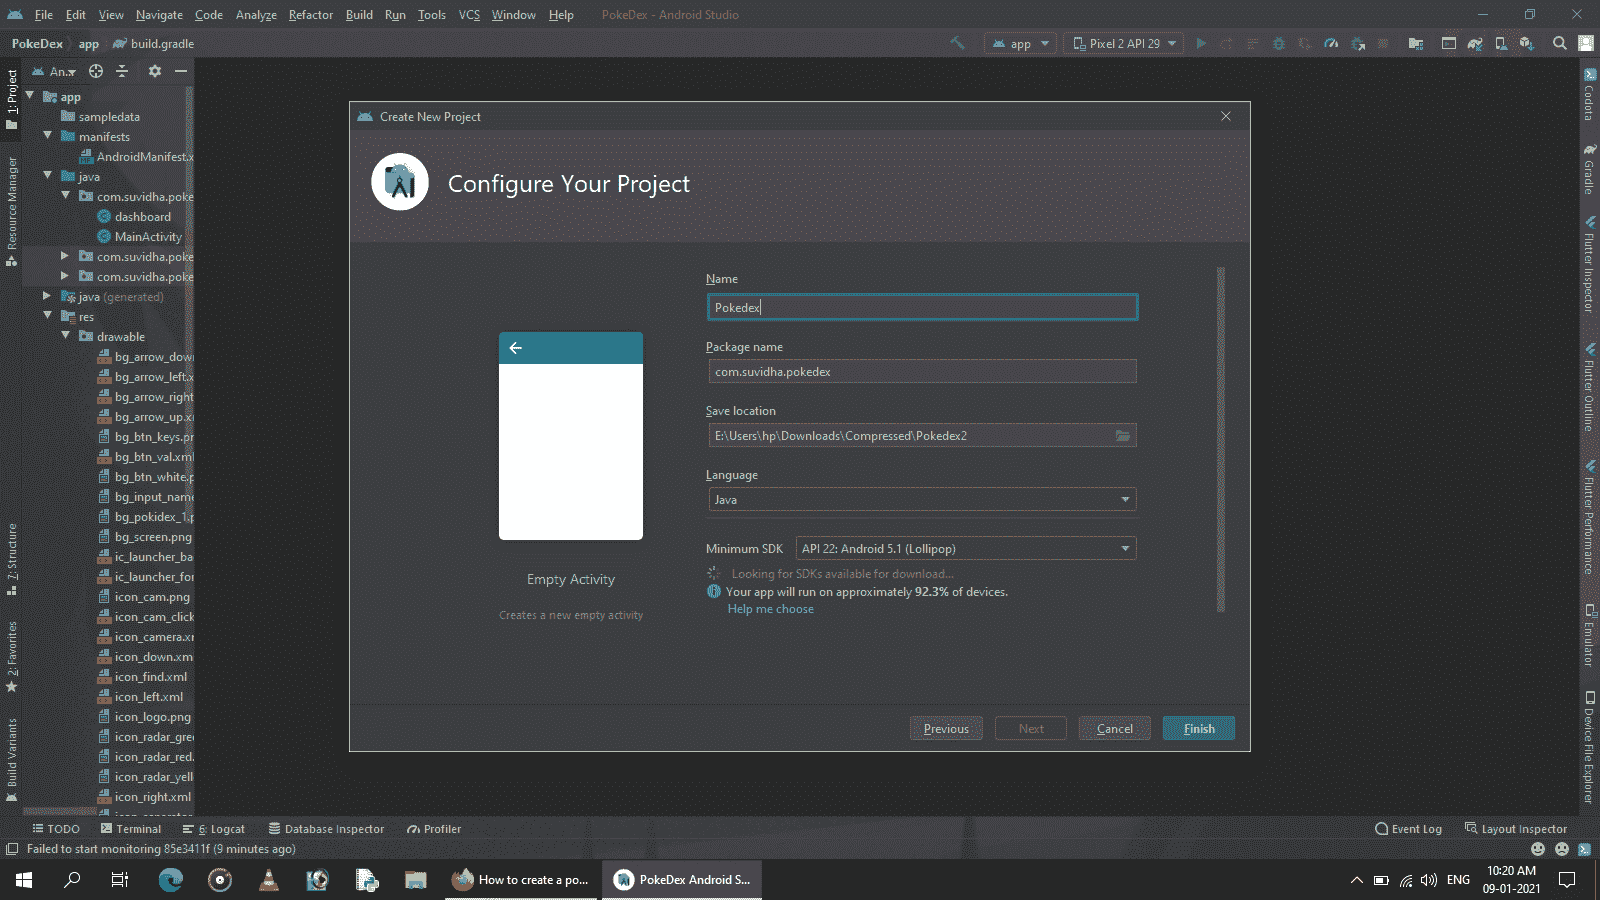 File Edit View Navigate Code Analyze Refactor Build Run Tools VCS Window Help PokeDex - Android Studio
PokeDex app build.gradle
app Pixel 2 API 29
1: Project
Resource Manager
7: Structure
2: Favorites
Build Variants
An...
app
sampledata
manifests
AndroidManifest.x
java
com.suvidha.poke
dashboard
MainActivity
com.suvidha.poke
com.suvidha.poke
java (generated)
res
drawable
bg_arrow_down
bg_arrow_left.x
bg_arrow_right
bg_arrow_up.x
bg_btn_keys.pr
bg_btn_val.xml
bg_btn_white.p
bg_input_name
bg_pokidex_1.p
bg_screen.png
ic_launcher_ba
ic_launcher_for
icon_cam.png
icon_cam_click
icon_camera.xr
icon_down.xm
icon_find.xml
icon_left.xml
icon_logo.png
icon_radar_gre
icon_radar_red.
icon_radar_yell
icon_right.xml
Create New Project
Configure Your Project
Empty Activity
Creates a new empty activity
Name
Pokedex
Package name
com.suvidha.pokedex
Save location
E:\Users\hp\Downloads\Compressed\Pokedex2
Language
Java
Minimum SDK API 22: Android 5.1 (Lollipop)
Looking for SDKs available for download...
Your app will run on approximately 92.3% of devices.
Help me choose
Previous Next Cancel Finish
Codota
Gradle
Flutter Inspector
Flutter Outline
Flutter Performance
Emulator
Device File Explorer
TODO Terminal 6: Logcat Database Inspector Profiler Event Log Layout Inspector
Failed to start monitoring 85e3411f (9 minutes ago)
How to create a po... PokeDex Android S... ENG 10:20 AM
09-01-2021